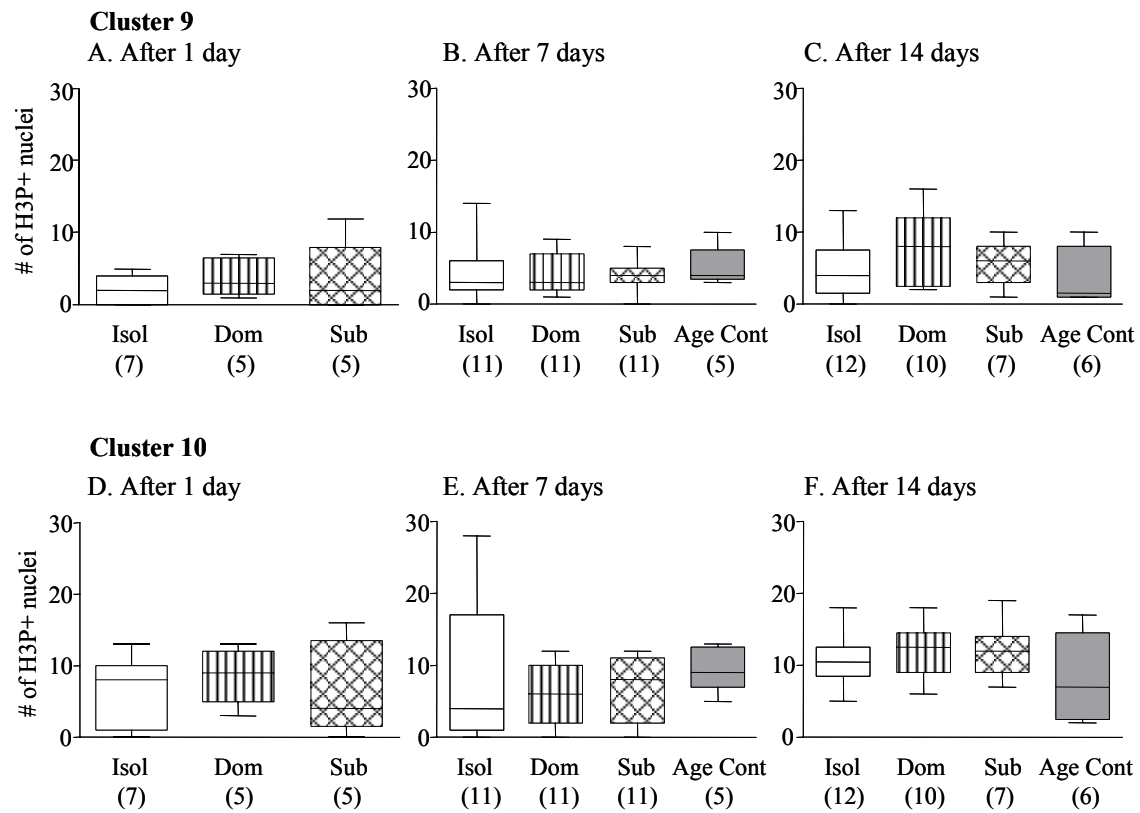 Cluster 9
A. After 1 day
B. After 7 days
C. After 14 days
# of H3P+ nuclei
30
20
10
0
30
20
10
0
30
20
10
0
Isol
(7)
Dom
(5)
Sub
(5)
Isol
(11)
Dom
(11)
Sub
(11)
Age Cont
(5)
Isol
(12)
Dom
(10)
Sub
(7)
Age Cont
(6)
Cluster 10
D. After 1 day
E. After 7 days
F. After 14 days
# of H3P+ nuclei
30
20
10
0
30
20
10
0
30
20
10
0
Isol
(7)
Dom
(5)
Sub
(5)
Isol
(11)
Dom
(11)
Sub
(11)
Age Cont
(5)
Isol
(12)
Dom
(10)
Sub
(7)
Age Cont
(6)